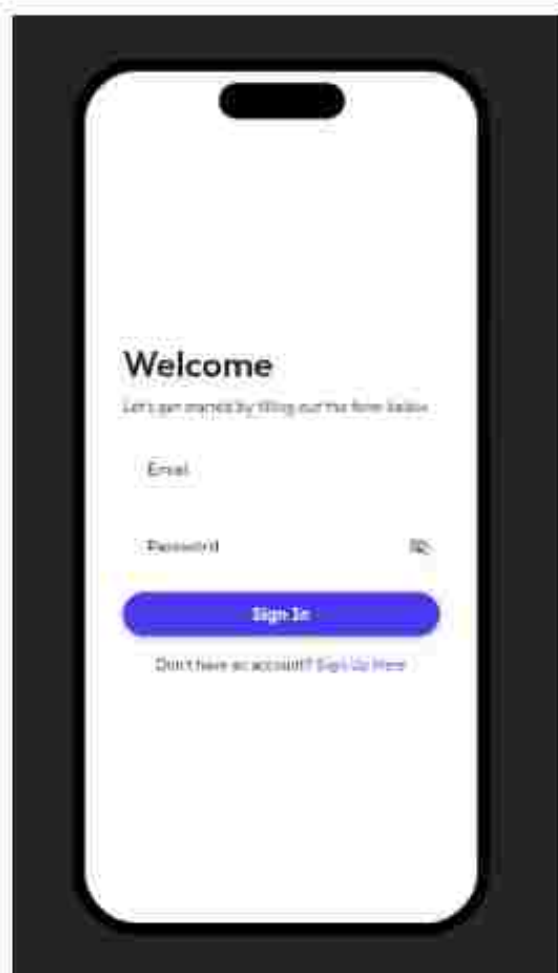 Welcome
Let's get started by filling out the form below.
Email
Password
Sign In
Don't have an account? Sign Up Here